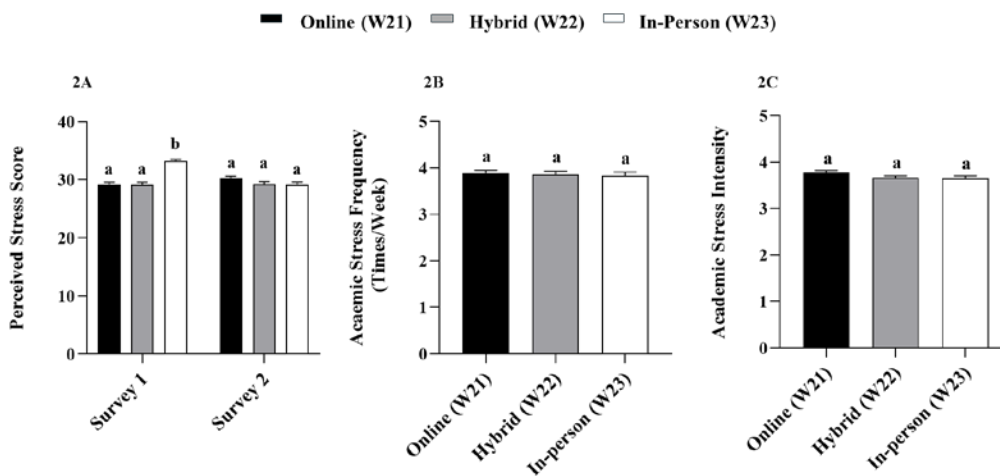 Online (W21) Hybrid (W22) In-Person (W23)
2A
Perceived Stress Score
40
30
20
10
0
a a b a a a
Survey 1 Survey 2
2B
Acaemic Stress Frequency
(Times/Week)
5
4
3
2
1
0
a a a
Online (W21) Hybrid (W22) In-person (W23)
2C
Academic Stress Intensity
5
4
3
2
1
0
a a a
Online (W21) Hybrid (W22) In-person (W23)